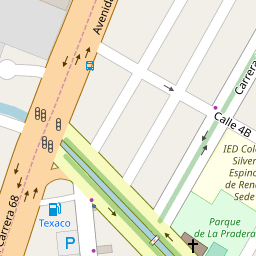 Avenida
Carrera
Calle 4B
IED Col
Silver
Espino
de Ren
Sede
Carrera 68
Texaco
P
Parque
de La Pradera